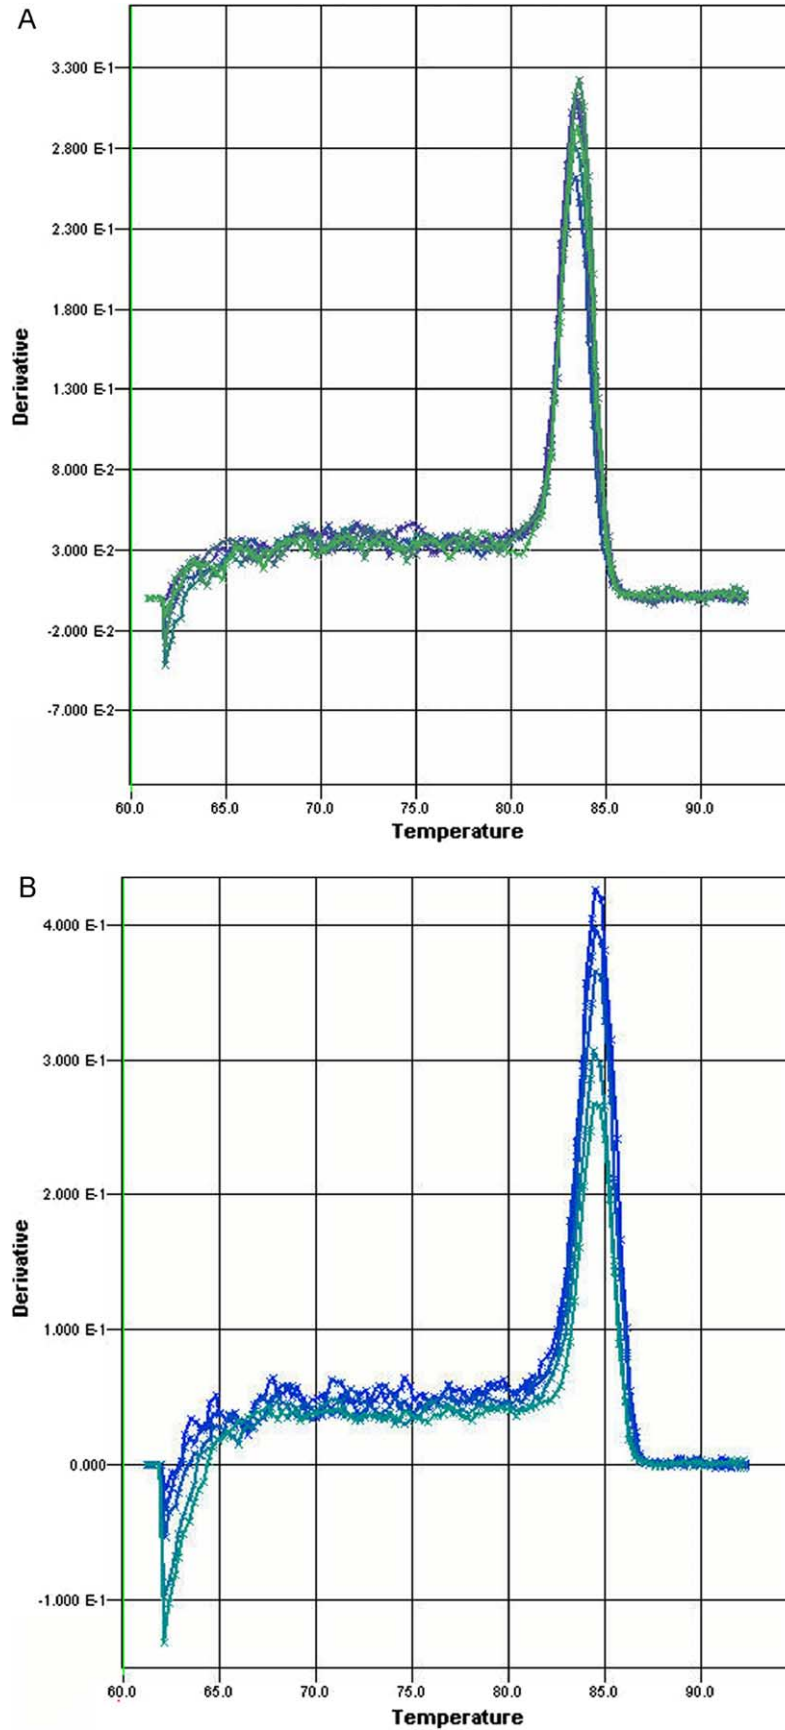 A
3.300 E-1
2.800 E-1
2.300 E-1
1.800 E-1
1.300 E-1
8.000 E-2
3.000 E-2
-2.000 E-2
-7.000 E-2
Derivative
60.0 65.0 70.0 75.0 80.0 85.0 90.0
Temperature
B
4.000 E-1
3.000 E-1
2.000 E-1
1.000 E-1
0.000
-1.000 E-1
Derivative
60.0 65.0 70.0 75.0 80.0 85.0 90.0
Temperature